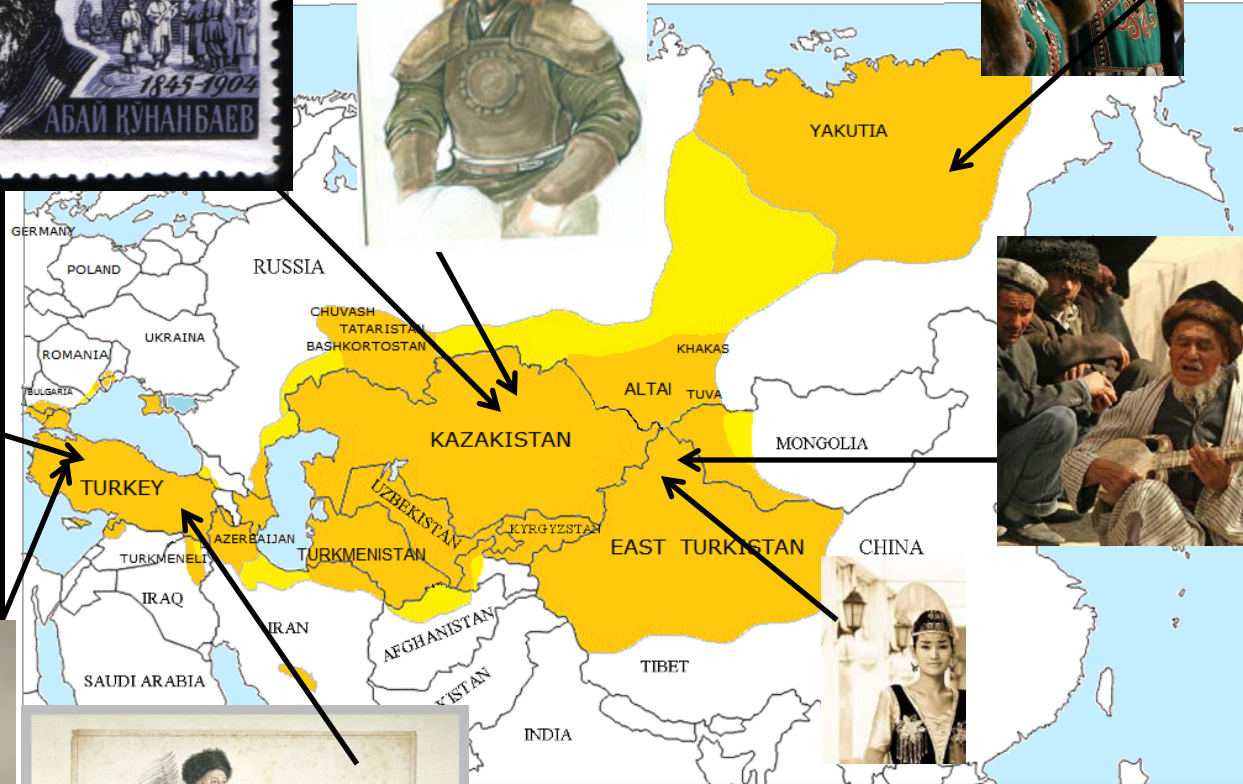 1845-1904
АБАЙ ҚЎНАНБАЕВ
YAKUTIA
GERMANY
POLAND
RUSSIA
CHUVASH
TATARISTAN
BASHKORTOSTAN
UKRAINA
ROMANIA
KHAKAS
BULGARIA
ALTAI
TUVA
KAZAKISTAN
MONGOLIA
TURKEY
UZBEKISTAN
KYRGYZSTAN
AZERBAIJAN
TURKMENISTAN
EAST TURKISTAN
CHINA
TURKMENELI
IRAQ
IRAN
AFGHANISTAN
TIBET
SAUDI ARABIA
KISTAN
INDIA